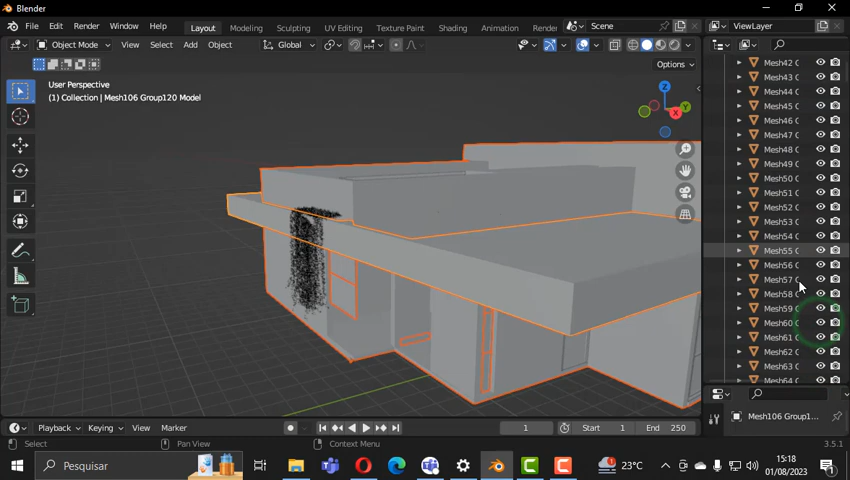 Blender
File Edit Render Window Help Layout Modeling Sculpting UV Editing Texture Paint Shading Animation Render Scene ViewLayer
Object Mode View Select Add Object Global
Options
User Perspective
(1) Collection | Mesh106 Group120 Model
Z
Y
X
Mesh42 G
Mesh43 G
Mesh44 G
Mesh45 G
Mesh46 G
Mesh47 G
Mesh48 G
Mesh49 G
Mesh50 G
Mesh51 G
Mesh52 G
Mesh53 G
Mesh54 G
Mesh55 G
Mesh56 G
Mesh57 G
Mesh58 G
Mesh59 G
Mesh60 G
Mesh61 G
Mesh62 G
Mesh63 G
Mesh64 G
Mesh106 Group1...
Playback Keying View Marker 1 Start 1 End 250
Select Pan View Context Menu 3.5.1
Pesquisar 23°C 15:18
01/08/2023